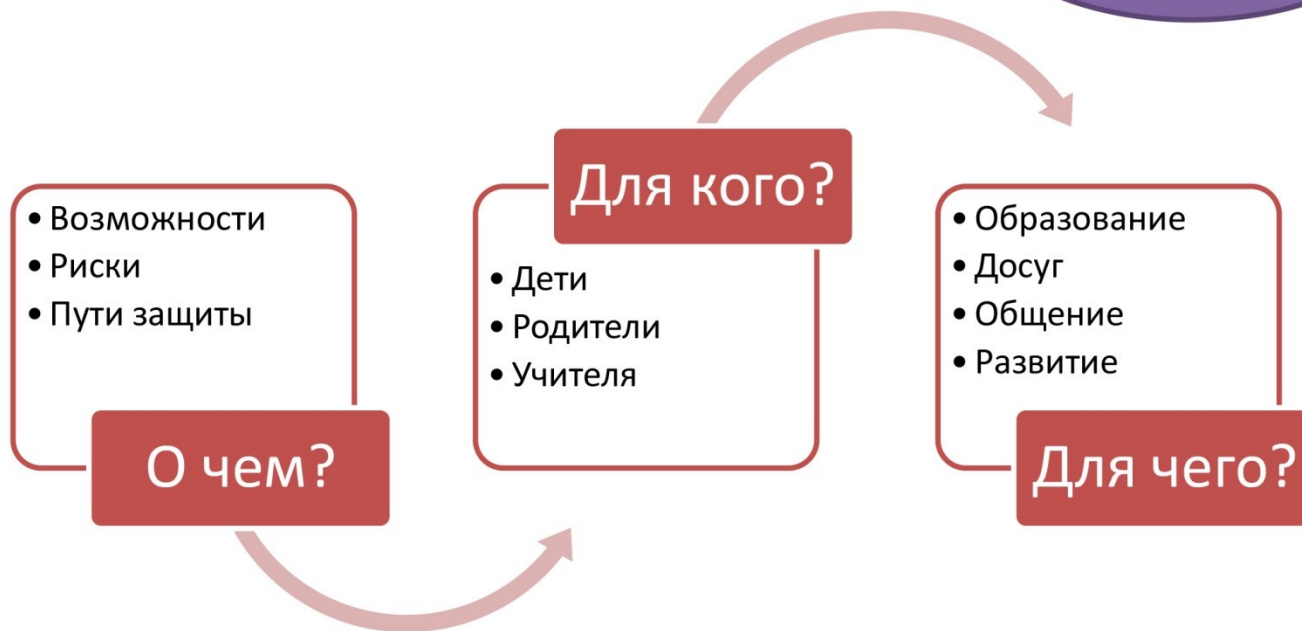 • Возможности
• Риски
• Пути защиты
О чем?
Для кого?
• Дети
• Родители
• Учителя
• Образование
• Досуг
• Общение
• Развитие
Для чего?